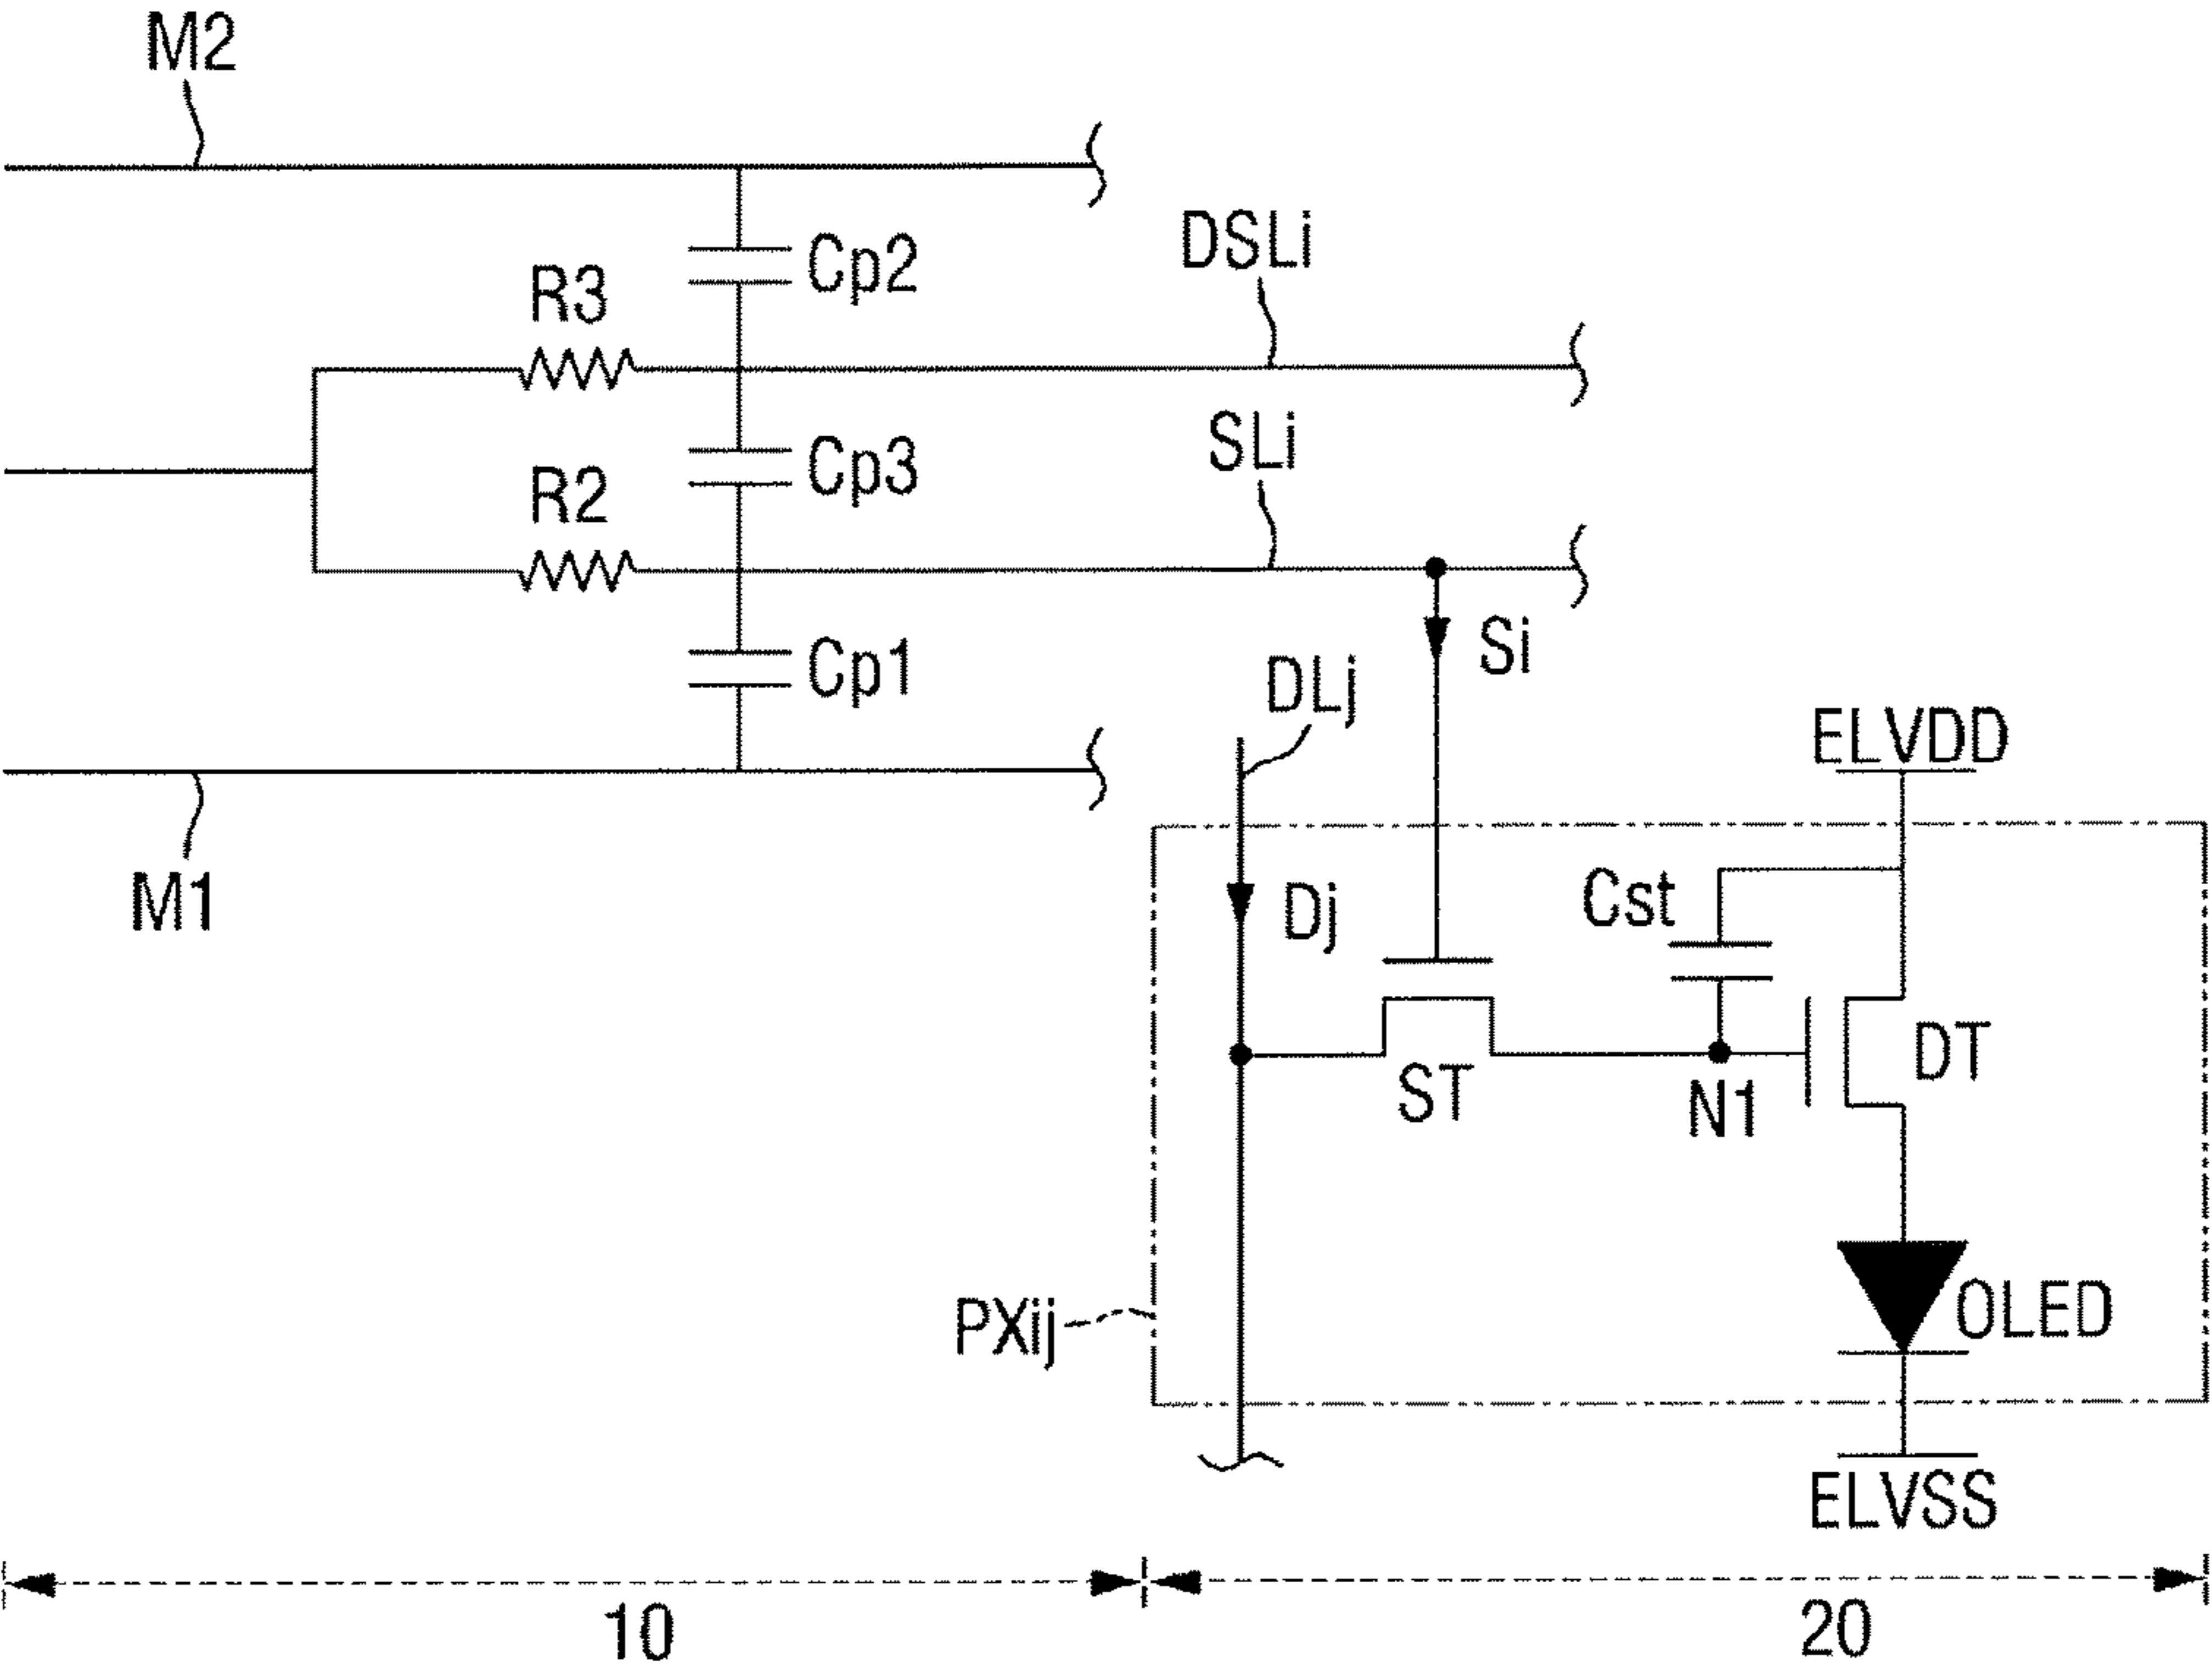 M2
Cp2
DSLi
R3
Cp3
SLi
R2
Cp1
Si
DLj
ELVDD
M1
Dj
Cst
DT
ST
N1
PXij
OLED
ELVSS
10
20